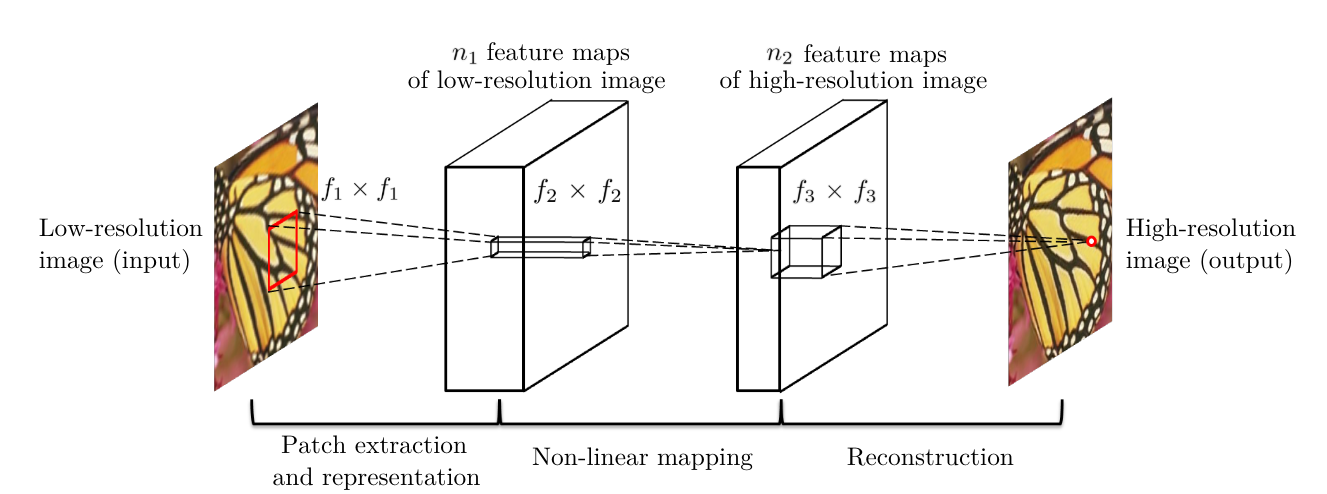 n₁ feature maps
of low-resolution image
n₂ feature maps
of high-resolution image
f₁ × f₁
f₂ × f₂
f₃ × f₃
Low-resolution
image (input)
High-resolution
image (output)
Patch extraction
and representation
Non-linear mapping
Reconstruction